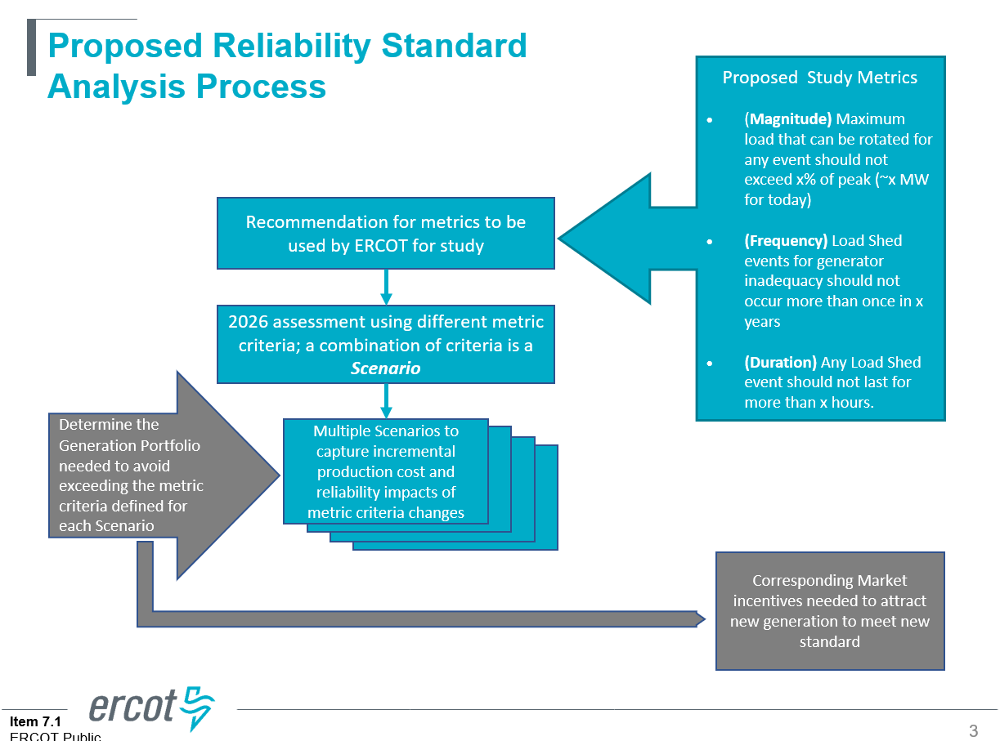 Proposed Reliability Standard
Analysis Process
Proposed  Study Metrics
• (Magnitude) Maximum
load that can be rotated for
any event should not
exceed x% of peak (~x MW
for today)
• (Frequency) Load Shed
events for generator
inadequacy should not
occur more than once in x
years
• (Duration) Any Load Shed
event should not last for
more than x hours.
Recommendation for metrics to be
used by ERCOT for study
2026 assessment using different metric
criteria; a combination of criteria is a
Scenario
Determine the
Generation Portfolio
needed to avoid
exceeding the metric
criteria defined for
each Scenario
Multiple Scenarios to
capture incremental
production cost and
reliability impacts of
metric criteria changes
Corresponding Market
incentives needed to attract
new generation to meet new
standard
ercot
Item 7.1
ERCOT Public
3